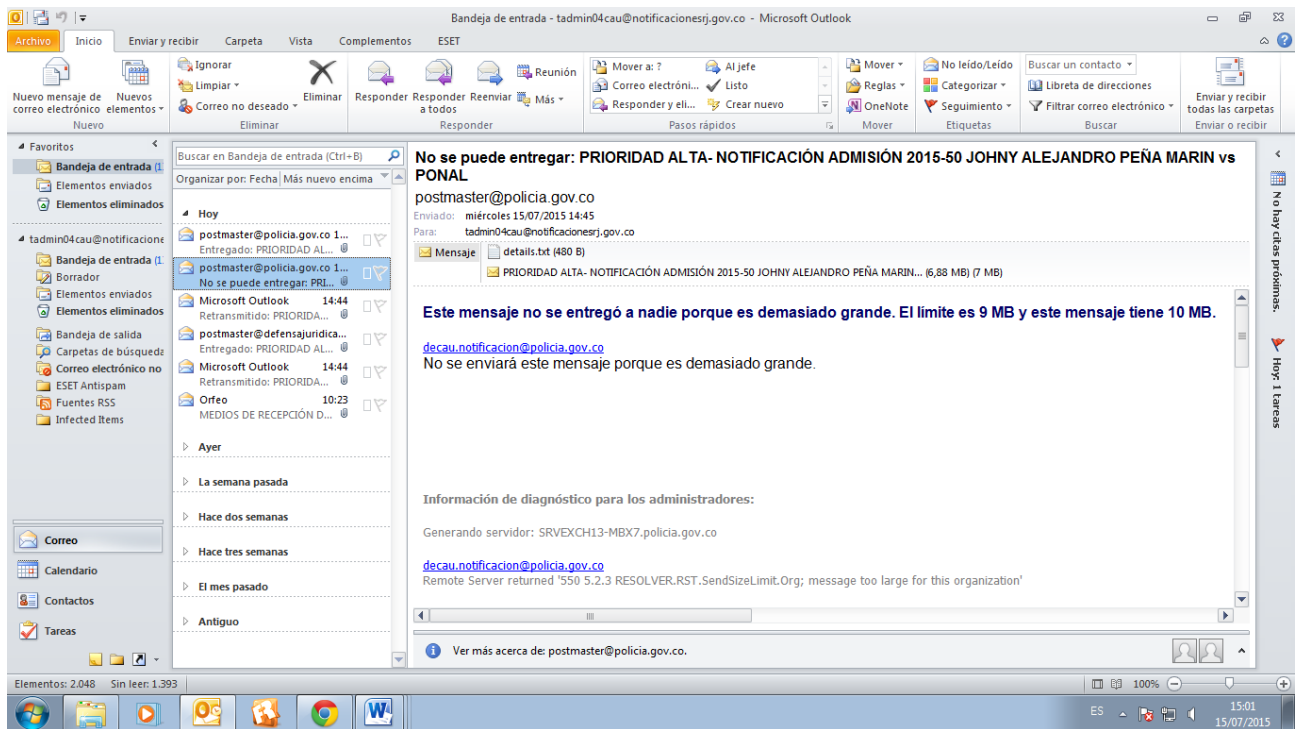 Bandeja de entrada - tadmin04cau@notificacionesrj.gov.co - Microsoft Outlook
Archivo Inicio Enviar y recibir Carpeta Vista Complementos ESET
Nuevo mensaje de correo electrónico
Nuevos elementos
Nuevo
Ignorar
Limpiar
Correo no deseado
Eliminar
Eliminar
Responder
Responder a todos
Reenviar
Reunión
Más
Responder
Mover a: ?
Correo electróni...
Responder y eli...
Al jefe
Listo
Crear nuevo
Pasos rápidos
Mover
Reglas
OneNote
Mover
No leído/Leído
Categorizar
Seguimiento
Etiquetas
Buscar un contacto
Libreta de direcciones
Filtrar correo electrónico
Buscar
Enviar y recibir todas las carpetas
Enviar o recibir
Favoritos
Bandeja de entrada (1
Elementos enviados
Elementos eliminados
tadmin04cau@notificacione
Bandeja de entrada (1
Borrador
Elementos enviados
Elementos eliminados
Bandeja de salida
Carpetas de búsqueda
Correo electrónico no
ESET Antispam
Fuentes RSS
Infected Items
Correo
Calendario
Contactos
Tareas
Buscar en Bandeja de entrada (Ctrl+B)
Organizar por: Fecha Más nuevo encima
Hoy
postmaster@policia.gov.co 1...
Entregado: PRIORIDAD AL...
postmaster@policia.gov.co 1...
No se puede entregar: PRI...
Microsoft Outlook 14:44
Retransmitido: PRIORIDA...
postmaster@defensajuridica...
Entregado: PRIORIDAD AL...
Microsoft Outlook 14:44
Retransmitido: PRIORIDA...
Orfeo 10:23
MEDIOS DE RECEPCIÓN D...
Ayer
La semana pasada
Hace dos semanas
Hace tres semanas
El mes pasado
Antiguo
No se puede entregar: PRIORIDAD ALTA- NOTIFICACIÓN ADMISIÓN 2015-50 JOHNY ALEJANDRO PEÑA MARIN vs
PONAL
postmaster@policia.gov.co
Enviado: miércoles 15/07/2015 14:45
Para: tadmin04cau@notificacionesrj.gov.co
Mensaje details.txt (480 B)
PRIORIDAD ALTA- NOTIFICACIÓN ADMISIÓN 2015-50 JOHNY ALEJANDRO PEÑA MARIN... (6,88 MB) (7 MB)
Este mensaje no se entregó a nadie porque es demasiado grande. El límite es 9 MB y este mensaje tiene 10 MB.
decau.notificacion@policia.gov.co
No se enviará este mensaje porque es demasiado grande.
Información de diagnóstico para los administradores:
Generando servidor: SRVEXCH13-MBX7.policia.gov.co
decau.notificacion@policia.gov.co
Remote Server returned '550 5.2.3 RESOLVER.RST.SendSizeLimit.Org; message too large for this organization'
Ver más acerca de: postmaster@policia.gov.co.
No hay citas próximas.
Hoy: 1 tareas
Elementos: 2.048 Sin leer: 1.393
100%
ES
15:01
15/07/2015